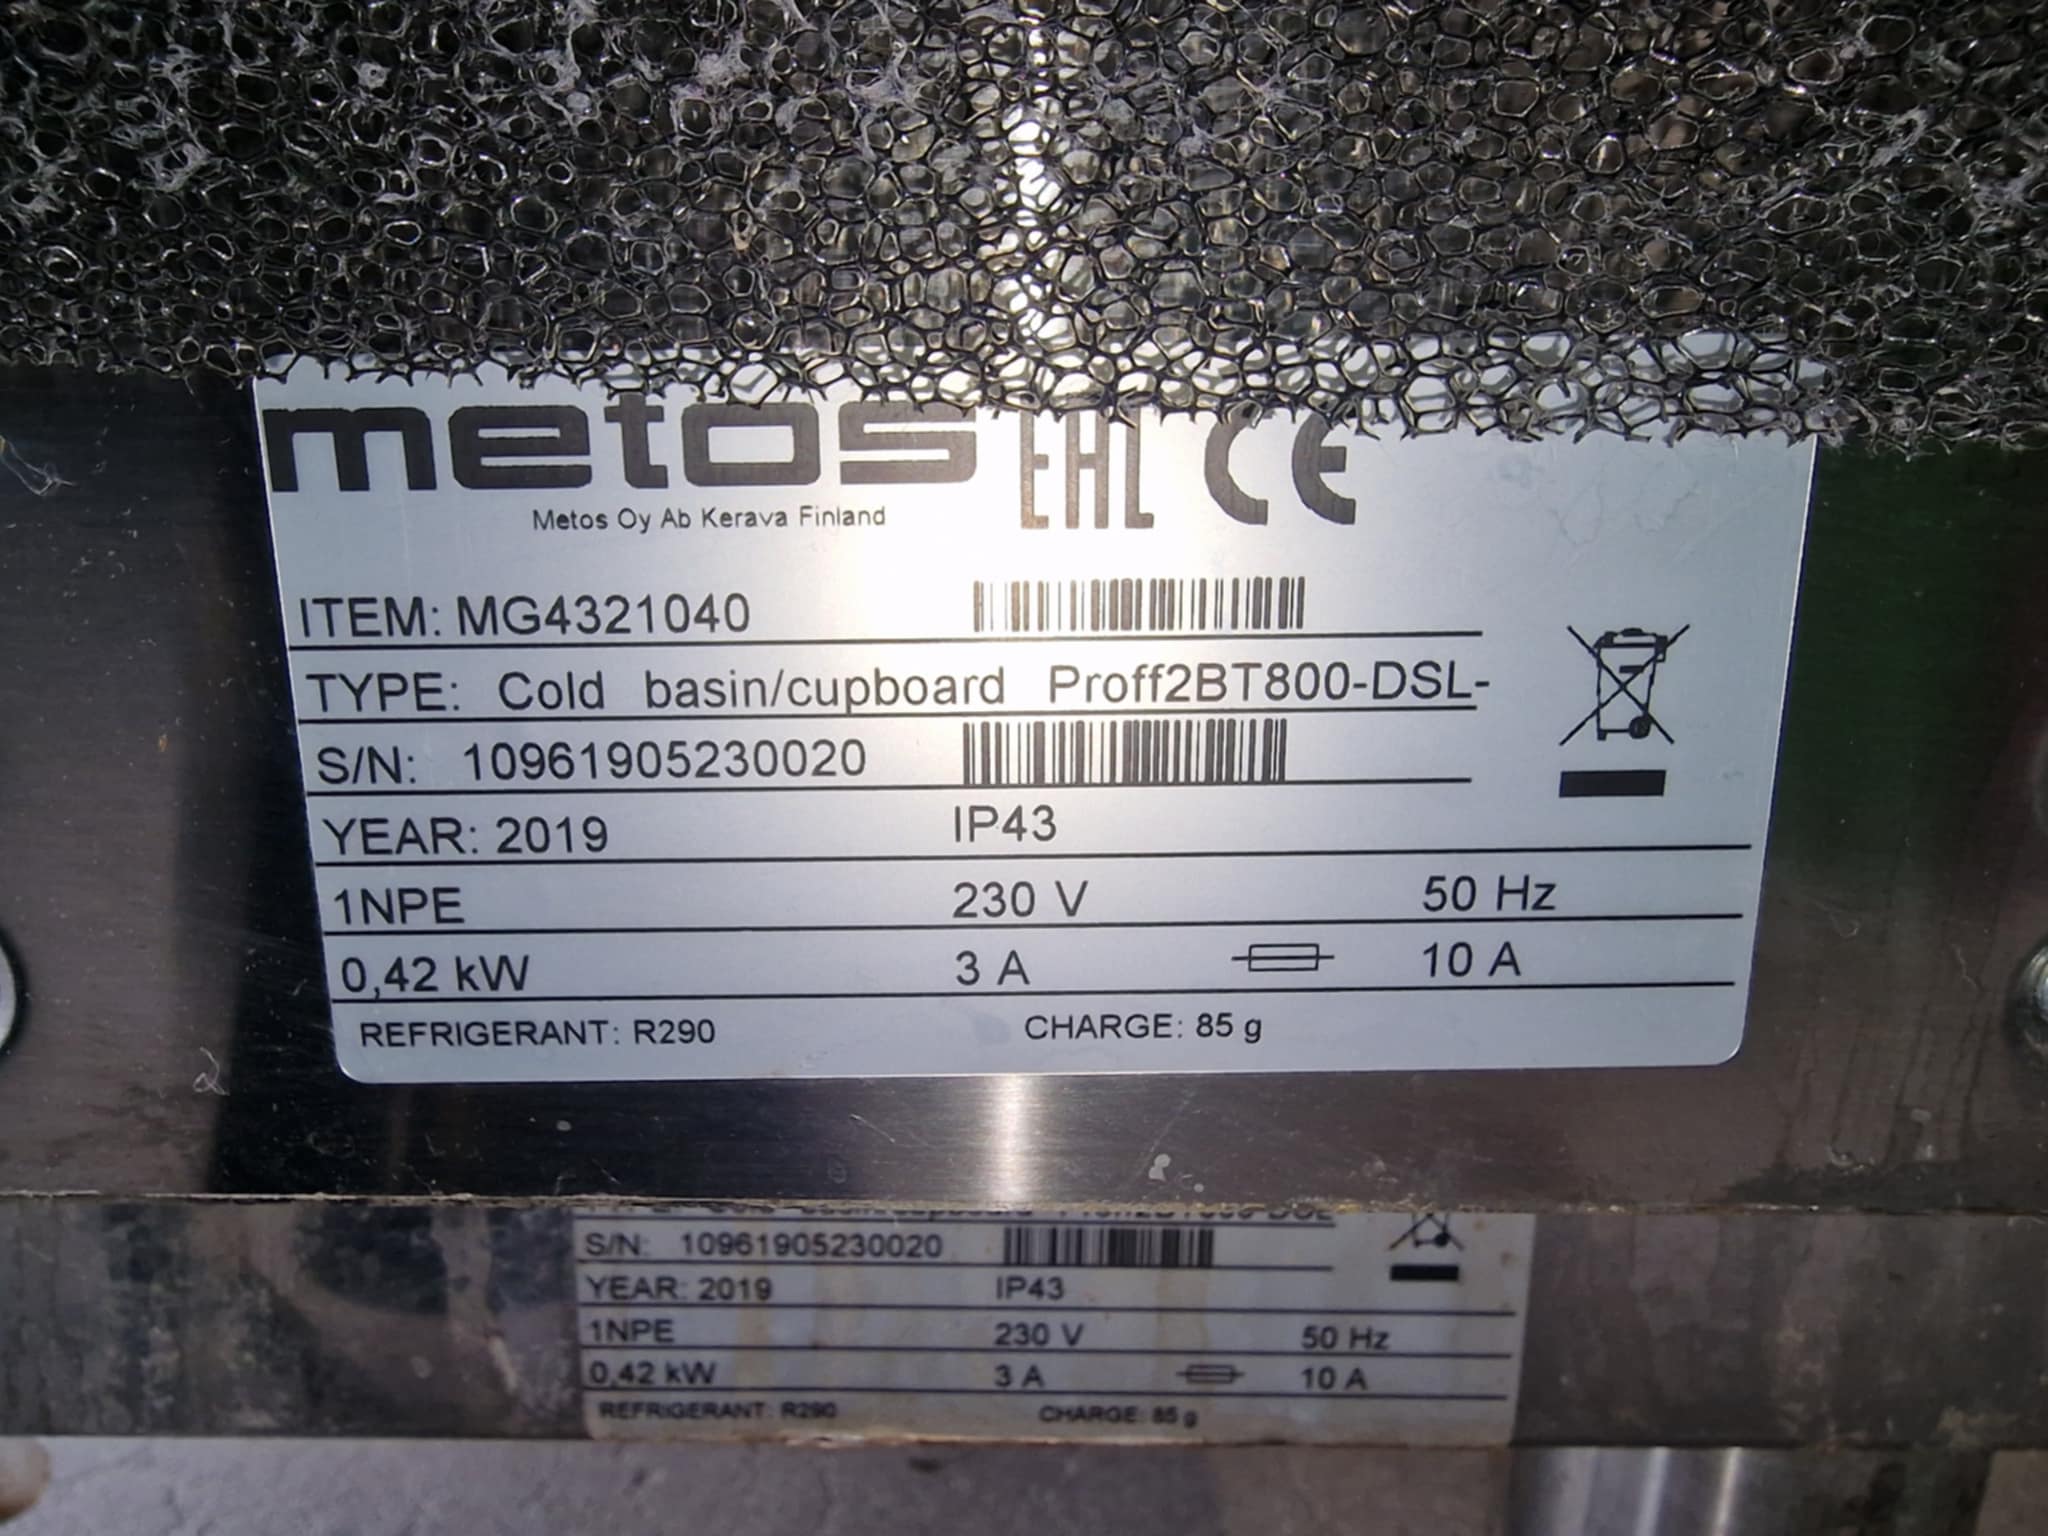 metos EAC CE
Metos Oy Ab Kerava Finland
ITEM: MG4321040
TYPE: Cold basin/cupboard Proff2BT800-DSL-
S/N: 10961905230020
YEAR: 2019 IP43
1NPE 230 V 50 Hz
0,42 kW 3 A 10 A
REFRIGERANT: R290 CHARGE: 85 g
S/N: 10961905230020
YEAR: 2019 IP43
1NPE 230 V 50 Hz
0,42 kW 3 A 10 A
REFRIGERANT: R290 CHARGE: 85 g